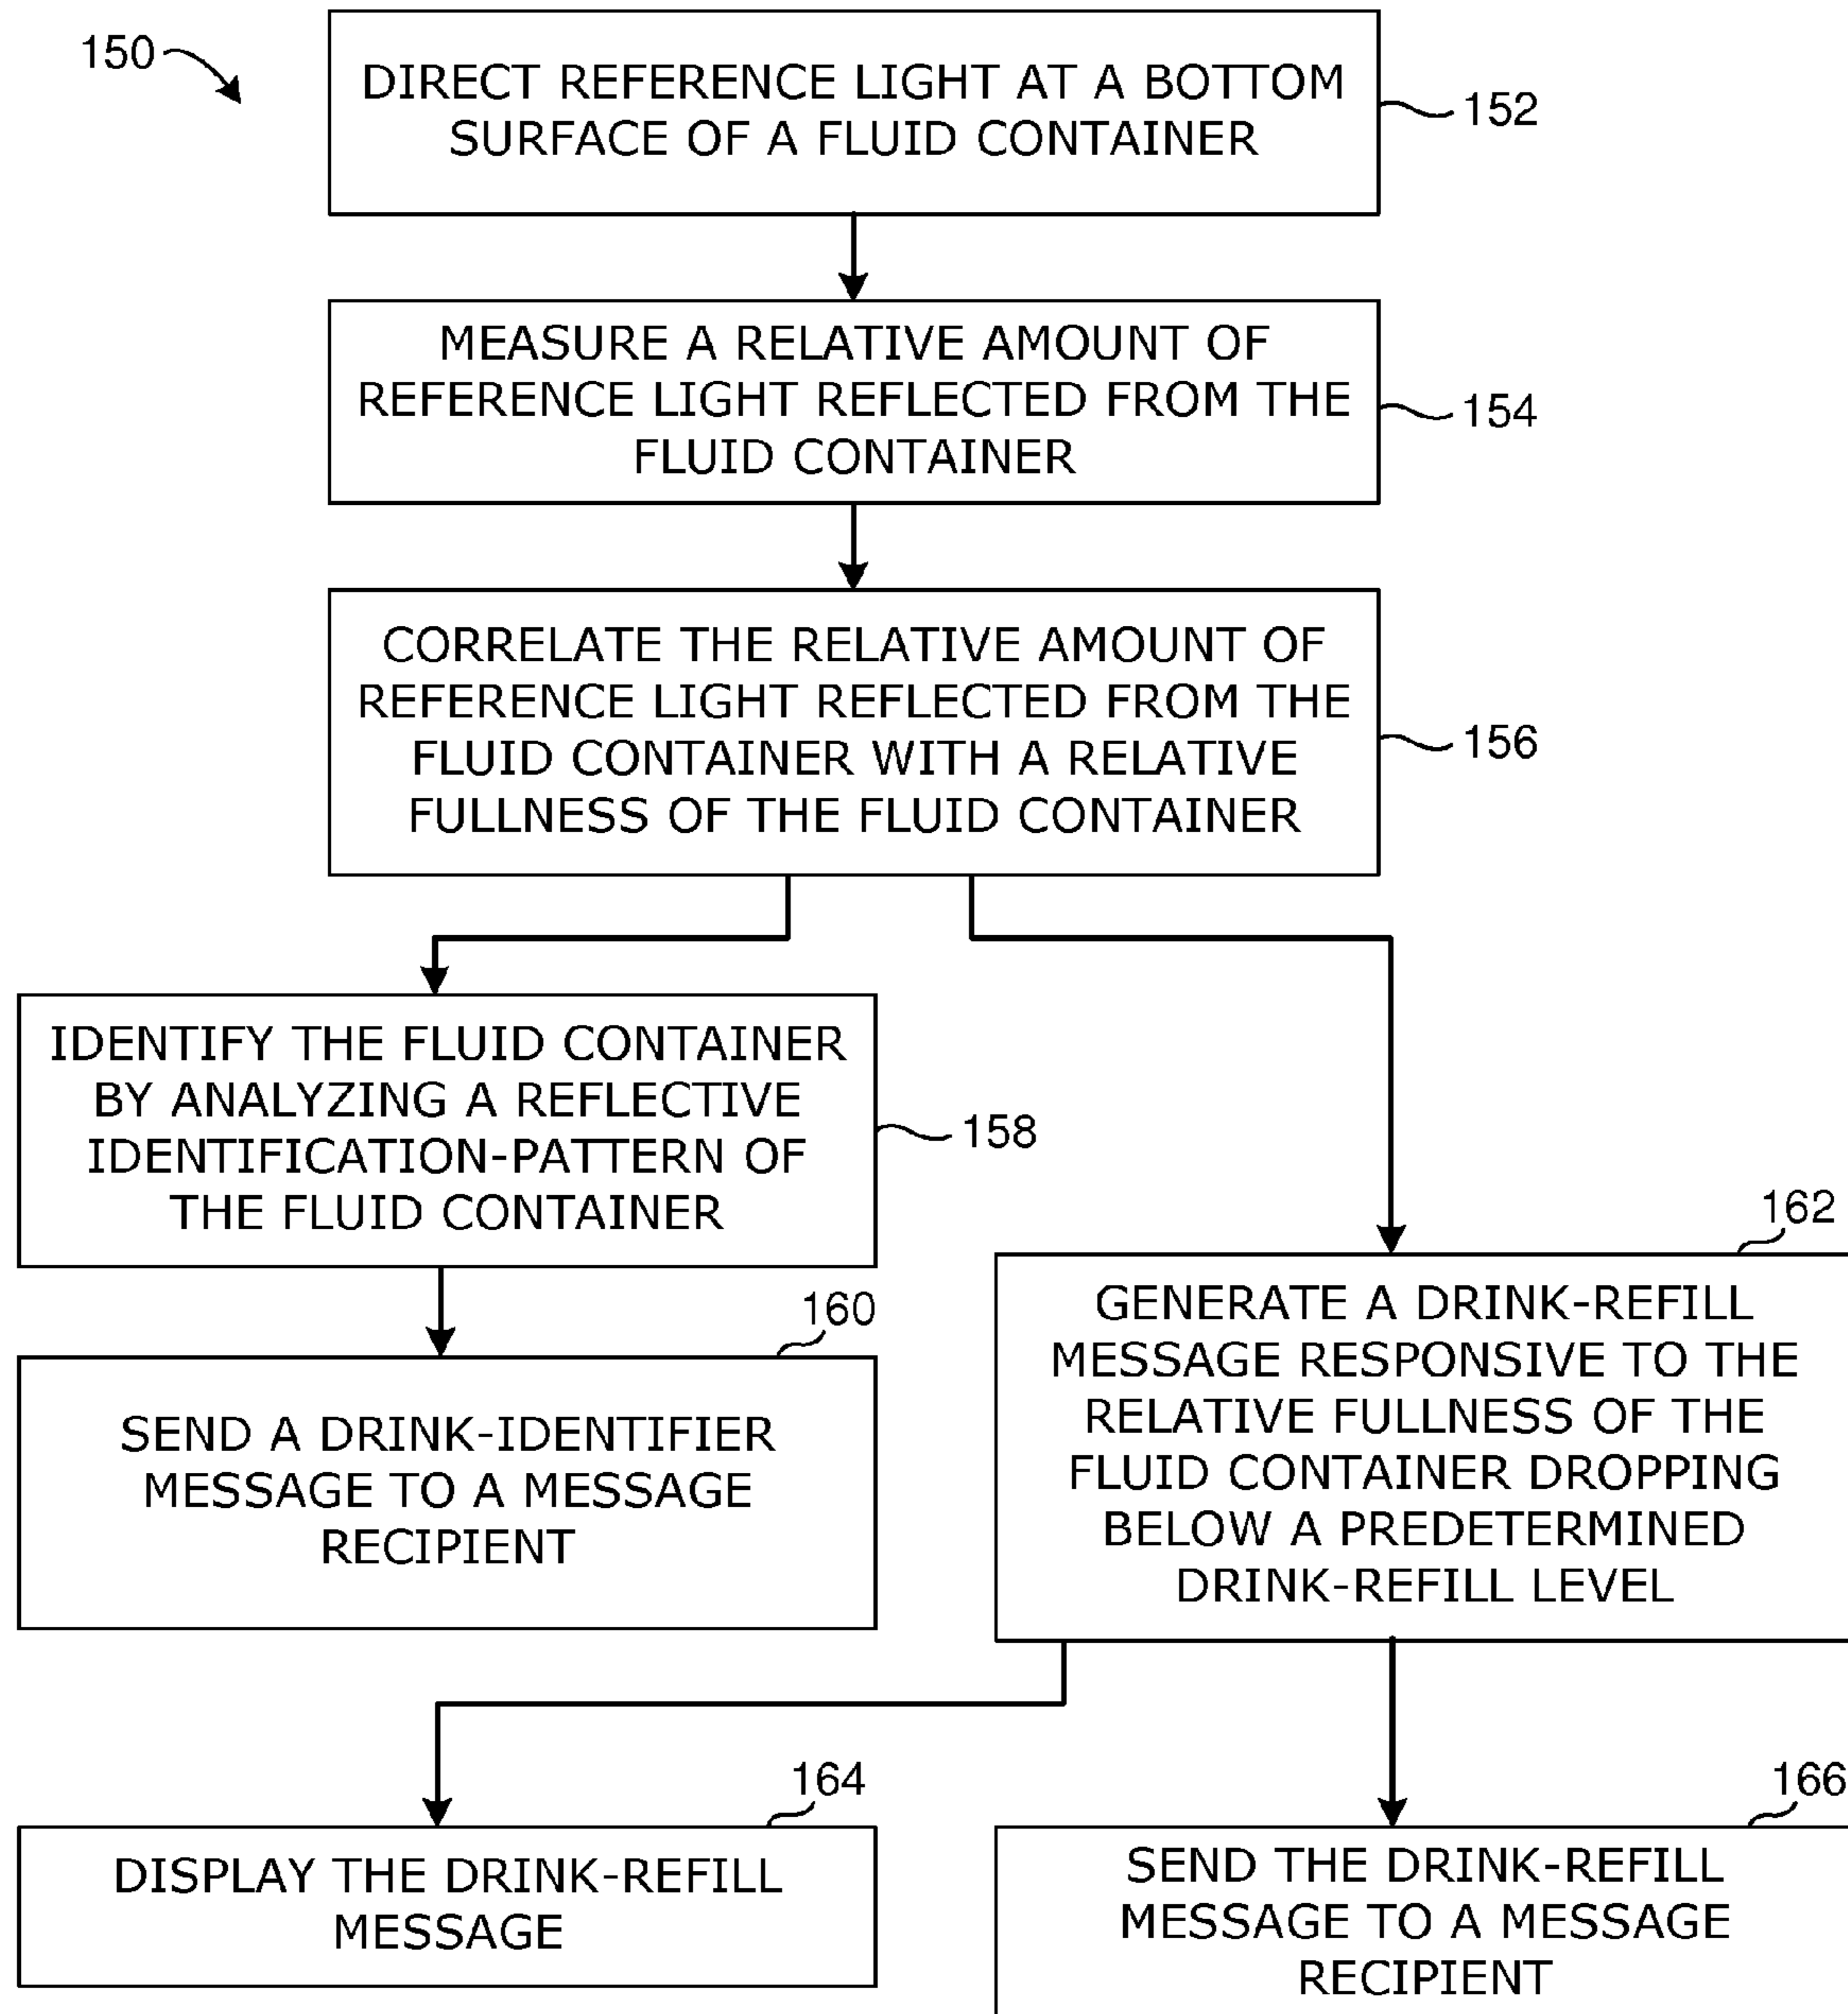 150
DIRECT REFERENCE LIGHT AT A BOTTOM
SURFACE OF A FLUID CONTAINER
152
MEASURE A RELATIVE AMOUNT OF
REFERENCE LIGHT REFLECTED FROM THE
FLUID CONTAINER
154
CORRELATE THE RELATIVE AMOUNT OF
REFERENCE LIGHT REFLECTED FROM THE
FLUID CONTAINER WITH A RELATIVE
FULLNESS OF THE FLUID CONTAINER
156
IDENTIFY THE FLUID CONTAINER
BY ANALYZING A REFLECTIVE
IDENTIFICATION-PATTERN OF
THE FLUID CONTAINER
158
160
SEND A DRINK-IDENTIFIER
MESSAGE TO A MESSAGE
RECIPIENT
162
GENERATE A DRINK-REFILL
MESSAGE RESPONSIVE TO THE
RELATIVE FULLNESS OF THE
FLUID CONTAINER DROPPING
BELOW A PREDETERMINED
DRINK-REFILL LEVEL
164
DISPLAY THE DRINK-REFILL
MESSAGE
166
SEND THE DRINK-REFILL
MESSAGE TO A MESSAGE
RECIPIENT